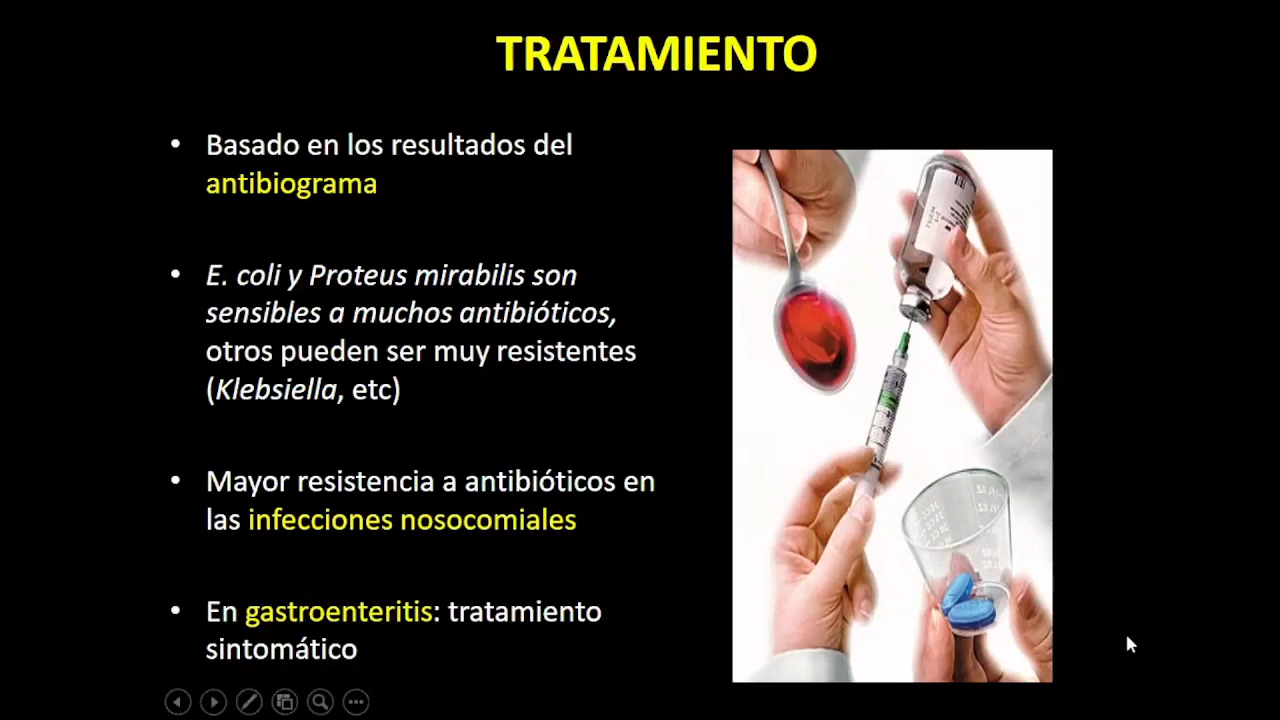 TRATAMIENTO
• Basado en los resultados del
antibiograma
• E. coli y Proteus mirabilis son
sensibles a muchos antibióticos,
otros pueden ser muy resistentes
(Klebsiella, etc)
• Mayor resistencia a antibióticos en
las infecciones nosocomiales
• En gastroenteritis: tratamiento
sintomático